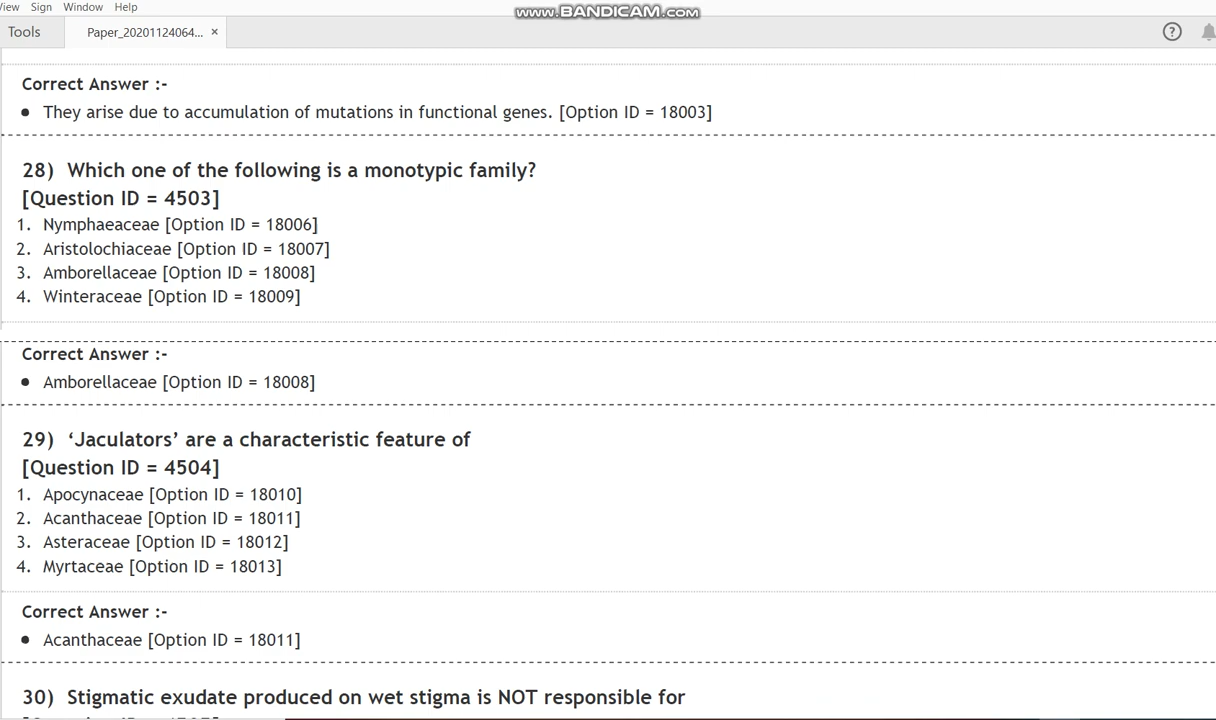 View Sign Window Help
www.BANDICAM.com
Tools Paper_20201124064... × ?
Correct Answer :-
• They arise due to accumulation of mutations in functional genes. [Option ID = 18003]
28) Which one of the following is a monotypic family?
[Question ID = 4503]
1. Nymphaeaceae [Option ID = 18006]
2. Aristolochiaceae [Option ID = 18007]
3. Amborellaceae [Option ID = 18008]
4. Winteraceae [Option ID = 18009]
Correct Answer :-
• Amborellaceae [Option ID = 18008]
29) ‘Jaculators’ are a characteristic feature of
[Question ID = 4504]
1. Apocynaceae [Option ID = 18010]
2. Acanthaceae [Option ID = 18011]
3. Asteraceae [Option ID = 18012]
4. Myrtaceae [Option ID = 18013]
Correct Answer :-
• Acanthaceae [Option ID = 18011]
30) Stigmatic exudate produced on wet stigma is NOT responsible for